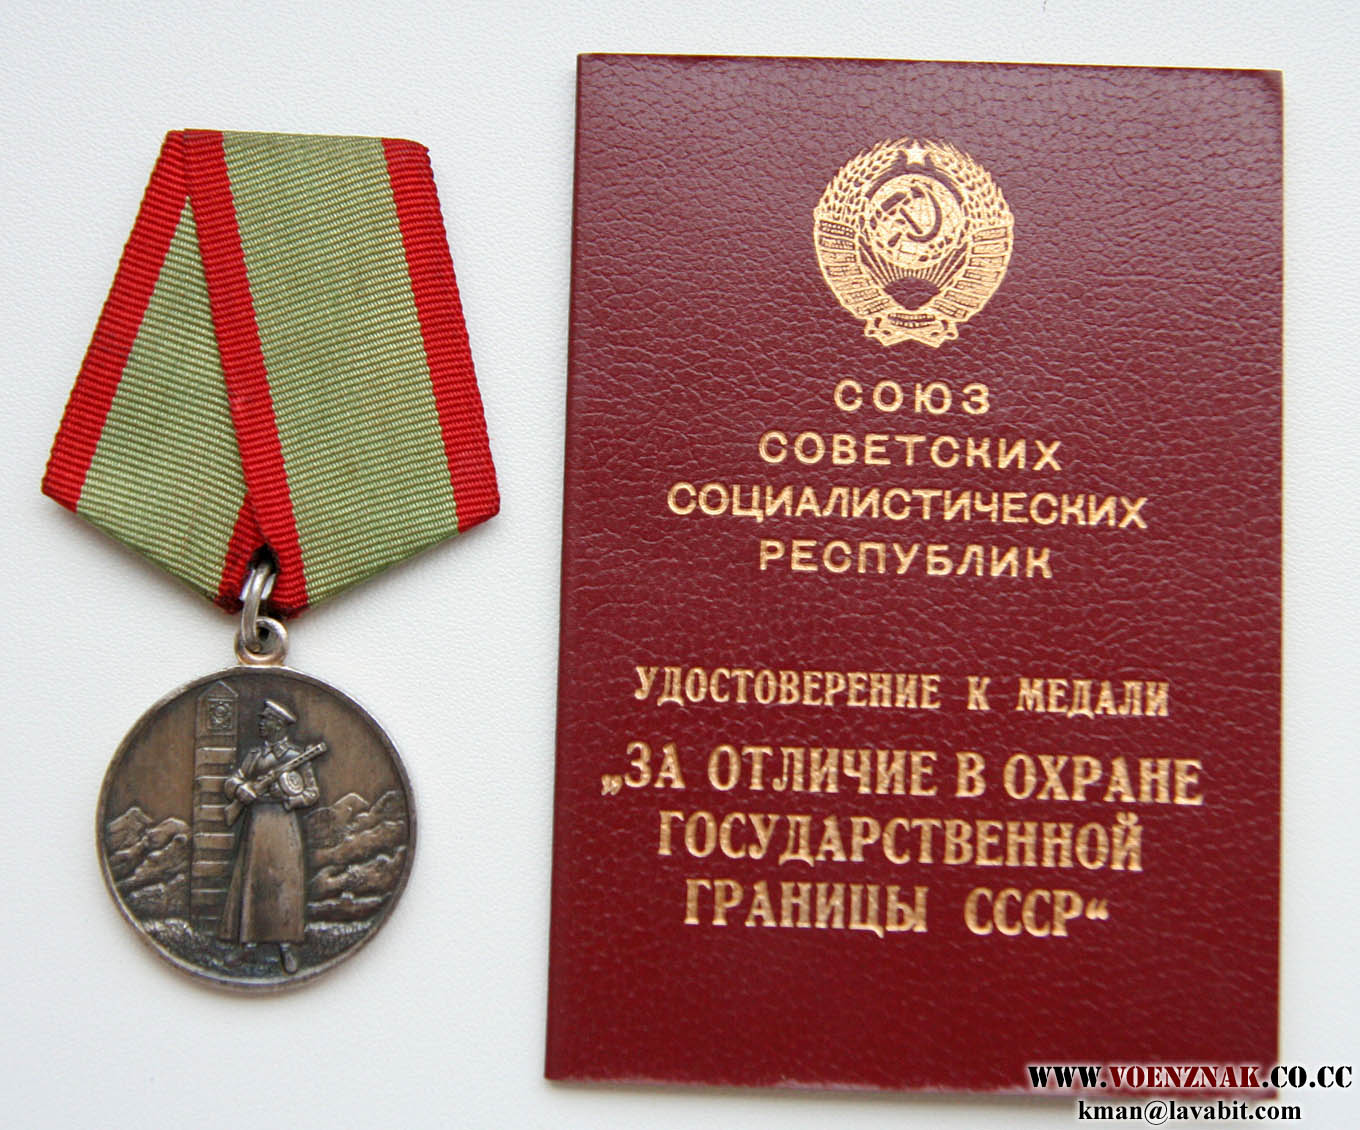 СОЮЗ
СОВЕТСКИХ
СОЦИАЛИСТИЧЕСКИХ
РЕСПУБЛИК
УДОСТОВЕРЕНИЕ К МЕДАЛИ
„ЗА ОТЛИЧИЕ В ОХРАНЕ
ГОСУДАРСТВЕННОЙ
ГРАНИЦЫ СССР“
WWW.VOENZNAK.CO.CC
kman@lavabit.com